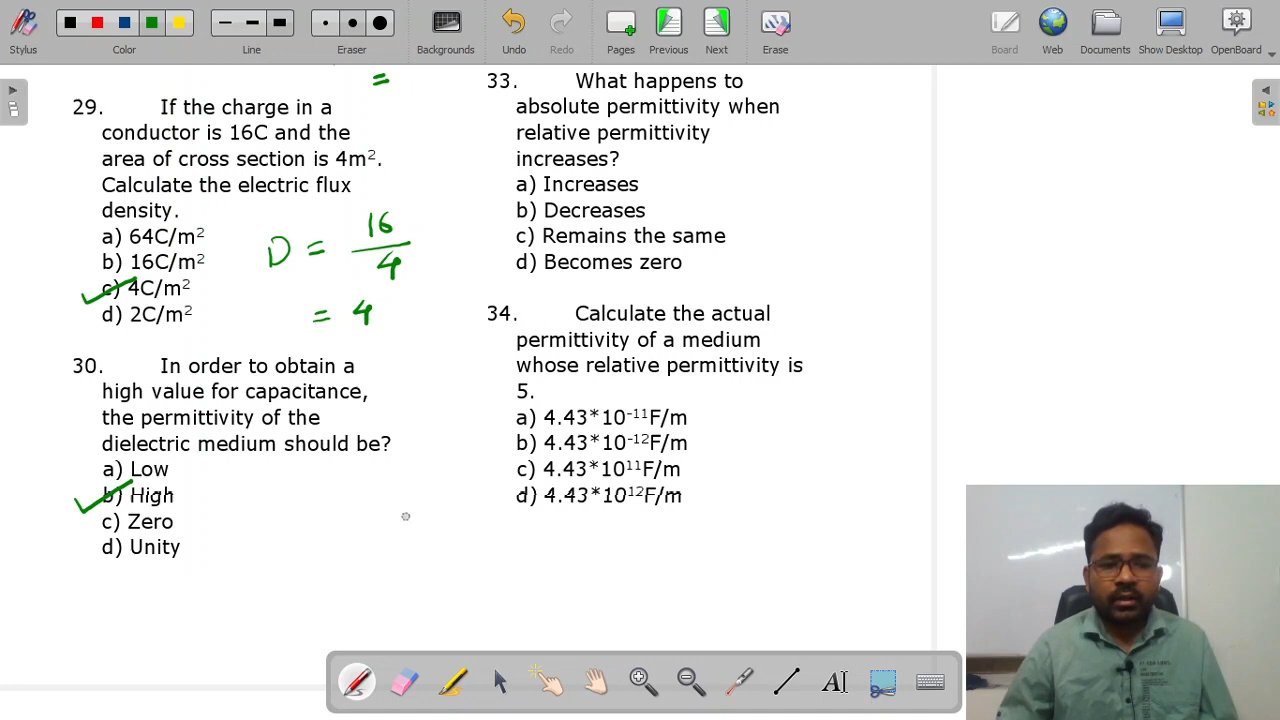 Stylus
Color
Line
Eraser
Backgrounds
Undo
Redo
Pages
Previous
Next
Erase
Board
Web
Documents
Show Desktop
OpenBoard
=
29. If the charge in a
conductor is 16C and the
area of cross section is 4m².
Calculate the electric flux
density.
a) 64C/m²
b) 16C/m²
c) 4C/m²
d) 2C/m²
D = 16
4
= 4
30. In order to obtain a
high value for capacitance,
the permittivity of the
dielectric medium should be?
a) Low
b) High
c) Zero
d) Unity
33. What happens to
absolute permittivity when
relative permittivity
increases?
a) Increases
b) Decreases
c) Remains the same
d) Becomes zero
34. Calculate the actual
permittivity of a medium
whose relative permittivity is
5.
a) 4.43*10⁻¹¹F/m
b) 4.43*10⁻¹²F/m
c) 4.43*10¹¹F/m
d) 4.43*10¹²F/m